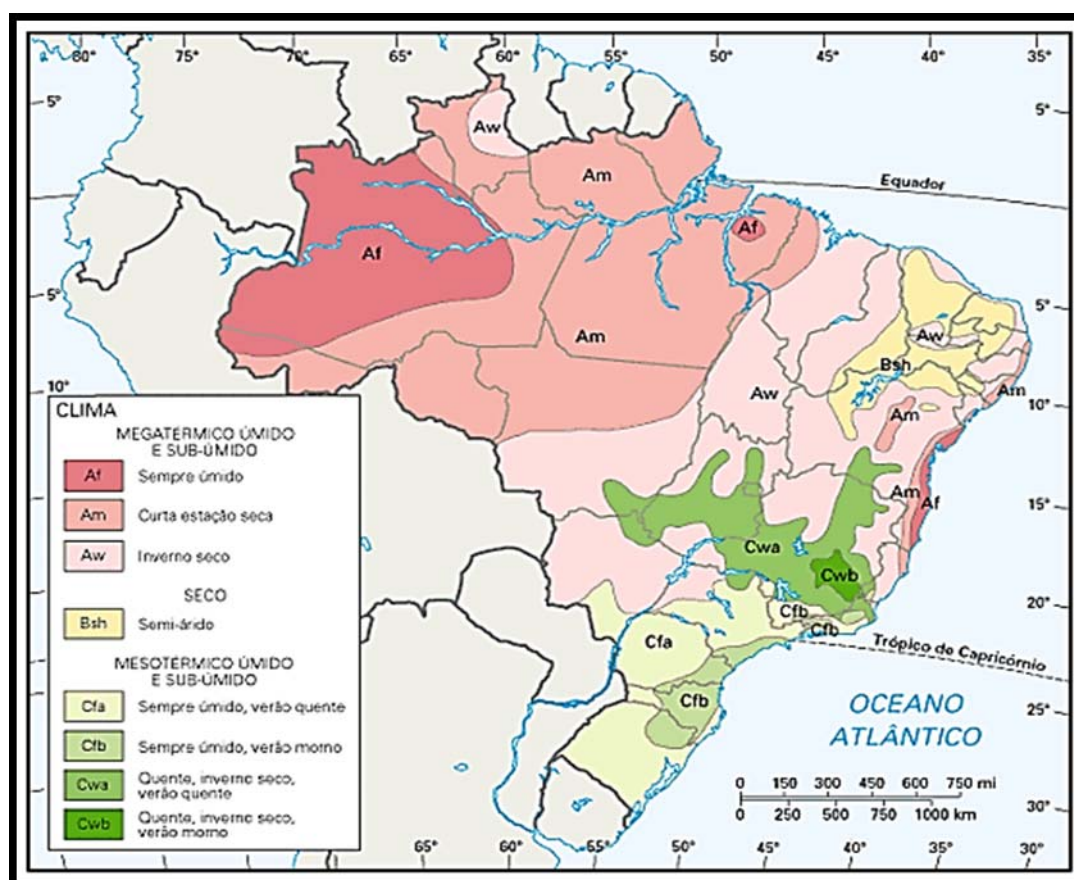 80° 75° 70° 65° 60° 55° 50° 45° 40° 35° 30°
5° 5°
Aw
Am
Equador
Af
Af
5° 5°
Am
Aw
Bsh
Aw
10° 10°
Am
Am
CLIMA
MEGATÉRMICO ÚMIDO
E SUB-ÚMIDO
Af Sempre úmido
Am Curta estação seca
Aw Inverno seco
SECO
Bsh Semi-árido
MESOTÉRMICO ÚMIDO
E SUB-ÚMIDO
Cfa Sempre úmido, verão quente
Cfb Sempre úmido, verão morno
Cwa Quente, inverno seco,
verão quente
Cwb Quente, inverno seco,
verão morno
Am
Af
15°
Cwa
Cwb
Cfb
Cfb
20°
Cfa
Trópico de Capricórnio
Cfb
OCEANO
ATLÂNTICO
25°
0 150 300 450 600 750 mi
0 250 500 750 1000 km
30°
65° 60° 55° 50° 45° 40° 35° 30°